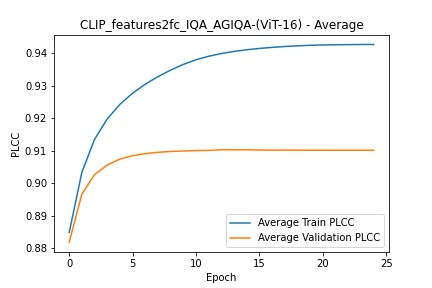 CLIP_features2fc_IQA_AGIQA-(ViT-16) - Average
0.94
0.93
0.92
0.91
0.90
0.89
0.88
PLCC
Average Train PLCC
Average Validation PLCC
0 5 10 15 20 25
Epoch